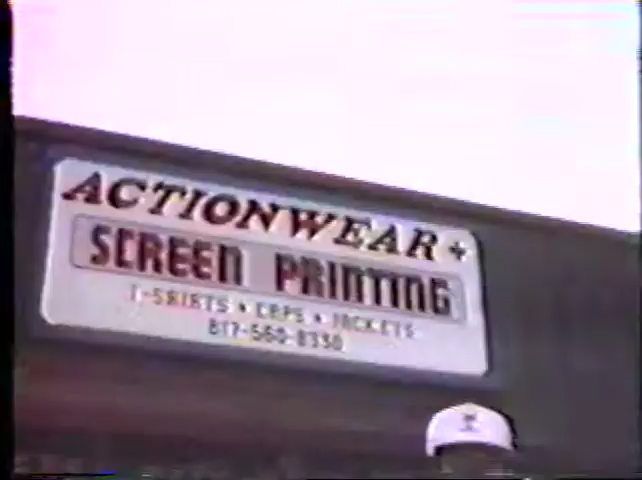 ACTIONWEAR +
SCREEN PRINTING
T-SHIRTS • CAPS • JACKETS
817-560-8330